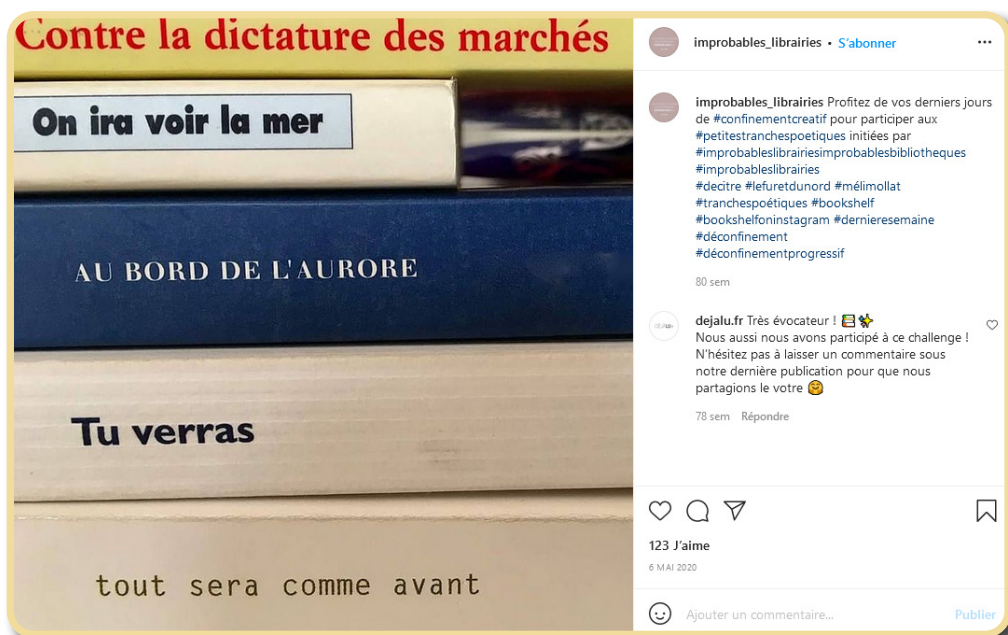 Contre la dictature des marchés
On ira voir la mer
AU BORD DE L'AURORE
Tu verras
tout sera comme avant
improbables_librairies • S'abonner
improbables_librairies Profitez de vos derniers jours
de #confinementcreatif pour participer aux
#petitestranchespoetiques initiées par
#improbableslibrairiesimprobablesbibliotheques
#improbableslibrairies
#decitre #lefuretdunord #mélimollat
#tranchespoétiques #bookshelf
#bookshelfoninstagram #dernieresemaine
#déconfinement
#déconfinementprogressif
80 sem
dejalu.fr Très évocateur !
Nous aussi nous avons participé à ce challenge !
N'hésitez pas à laisser un commentaire sous
notre dernière publication pour que nous
partagions le votre
78 sem Répondre
123 J'aime
6 MAI 2020
Ajouter un commentaire... Publier